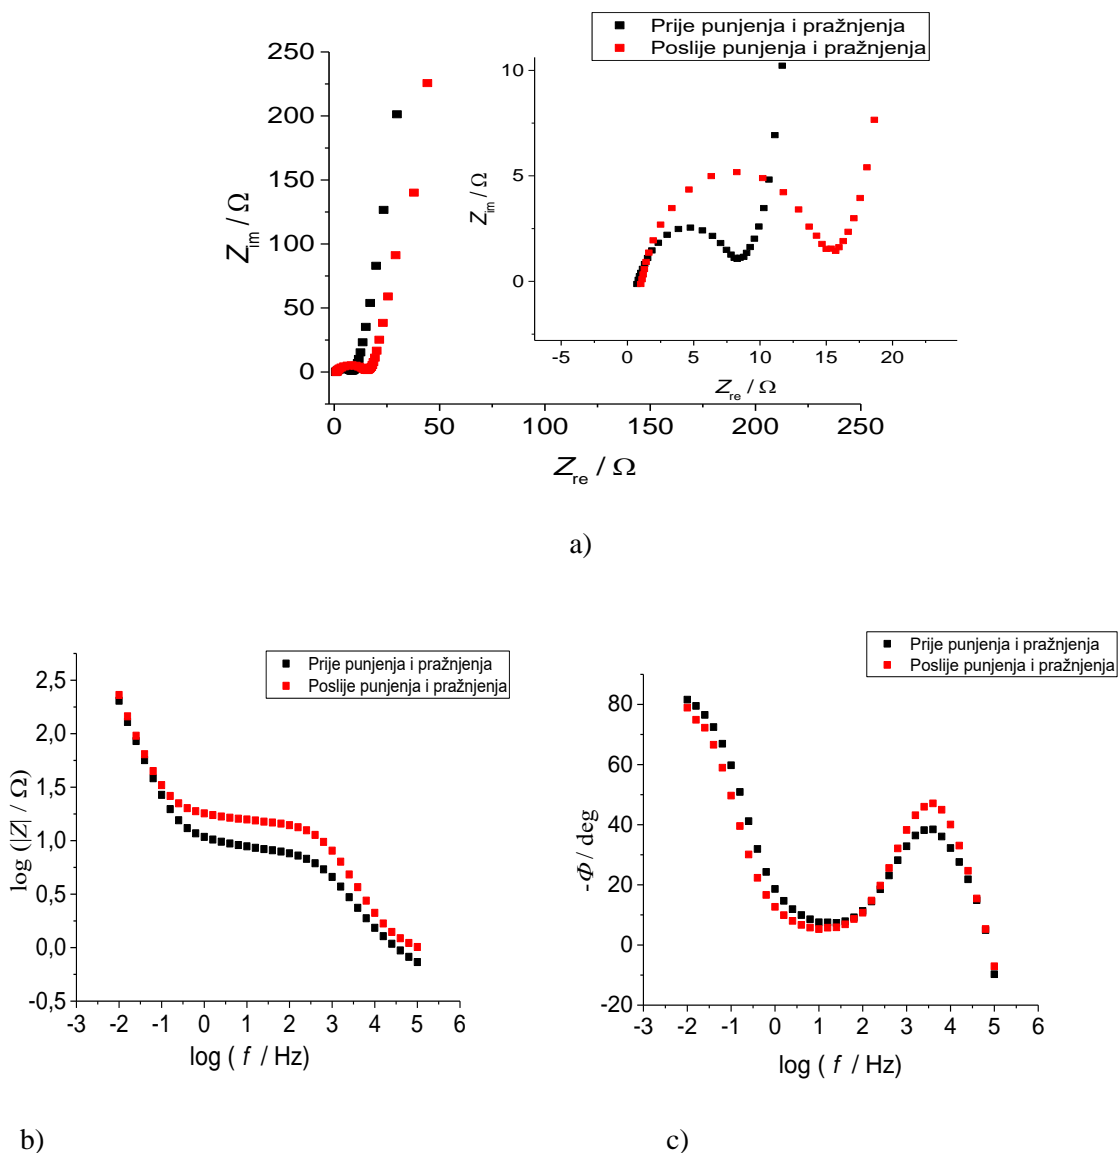 Prije punjenja i pražnjenja
Poslije punjenja i pražnjenja
250
200
150
100
50
0
Z_im / Ω
0
50
100
150
200
250
Z_re / Ω
10
5
0
Z_im / Ω
-5
0
5
10
15
20
Z_re / Ω
a)
Prije punjenja i pražnjenja
Poslije punjenja i pražnjenja
2,5
2,0
1,5
1,0
0,5
0,0
-0,5
log (|Z| / Ω)
-3 -2 -1 0 1 2 3 4 5 6
log ( f / Hz)
b)
Prije punjenja i pražnjenja
Poslije punjenja i pražnjenja
80
60
40
20
0
-20
-Φ / deg
-3 -2 -1 0 1 2 3 4 5 6
log ( f / Hz)
c)